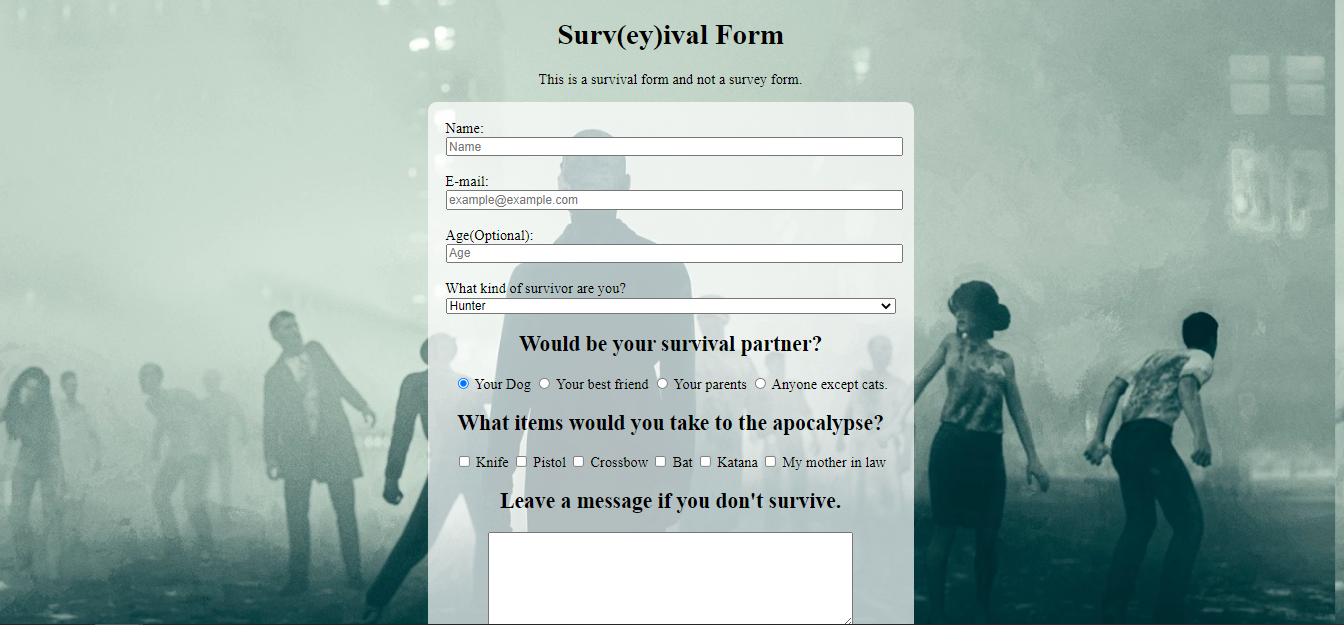 Surv(ey)ival Form
This is a survival form and not a survey form.
Name:
Name
E-mail:
example@example.com
Age(Optional):
Age
What kind of survivor are you?
Hunter
Would be your survival partner?
Your Dog Your best friend Your parents Anyone except cats.
What items would you take to the apocalypse?
Knife Pistol Crossbow Bat Katana My mother in law
Leave a message if you don't survive.